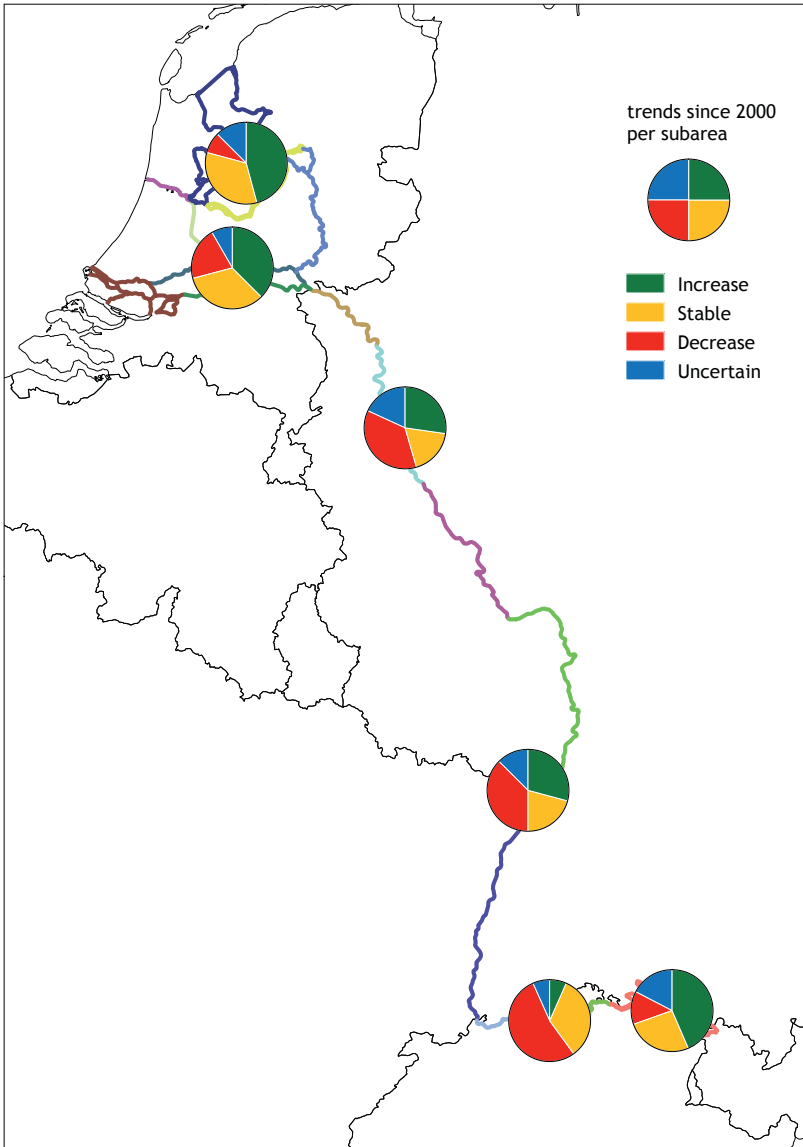 trends since 2000
per subarea
Increase
Stable
Decrease
Uncertain